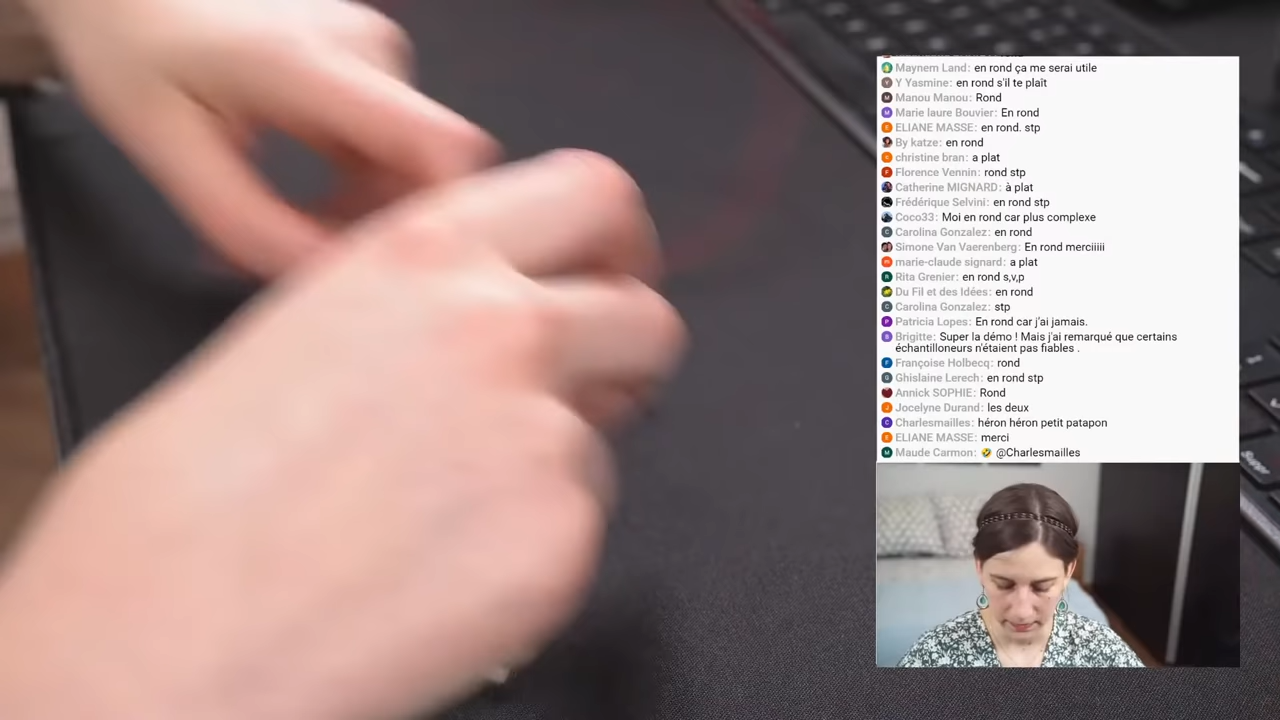 Maynem Land: en rond ça me serai utile
Y Yasmine: en rond s'il te plaît
Manou Manou: Rond
Marie laure Bouvier: En rond
ELIANE MASSE: en rond. stp
By katze: en rond
christine bran: a plat
Florence Vennin: rond stp
Catherine MIGNARD: à plat
Frédérique Selvini: en rond stp
Coco33: Moi en rond car plus complexe
Carolina Gonzalez: en rond
Simone Van Vaerenberg: En rond merciiiii
marie-claude signard: a plat
Rita Grenier: en rond s,v,p
Du Fil et des Idées: en rond
Carolina Gonzalez: stp
Patricia Lopes: En rond car j'ai jamais.
Brigitte: Super la démo ! Mais j'ai remarqué que certains
échantilloneurs n'étaient pas fiables .
Françoise Holbecq: rond
Ghislaine Lerech: en rond stp
Annick SOPHIE: Rond
Jocelyne Durand: les deux
Charlesmailles: héron héron petit patapon
ELIANE MASSE: merci
Maude Carmon: 🤣 @Charlesmailles
Suppr